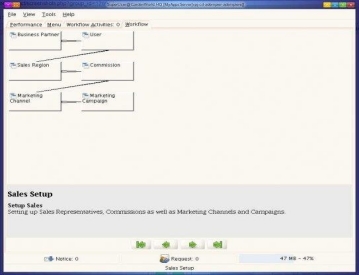 File View Tools Help
Performance Menu Workflow Activities: 0 Workflow
Business Partner User
Sales Region Commission
Marketing Channel Marketing Campaign
Sales Setup
Setup Sales
Setting up Sales Representatives, Commissions as well as Marketing Channels and Campaigns
Notice: 0 Request: 0 47 MB - 47%
Sales Setup